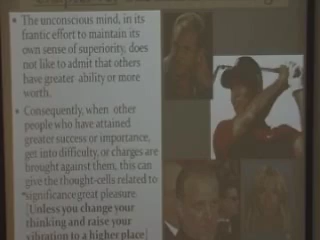 • The unconscious mind, in its
frantic effort to maintain its
own sense of superiority, does
not like to admit that others
have greater ability or more
worth.
• Consequently, when other
people who have attained
greater success or importance,
get into difficulty, or charges are
brought against them, this can
give the thought-cells related to
significance great pleasure.
[Unless you change your
thinking and raise your
vibration to a higher place]